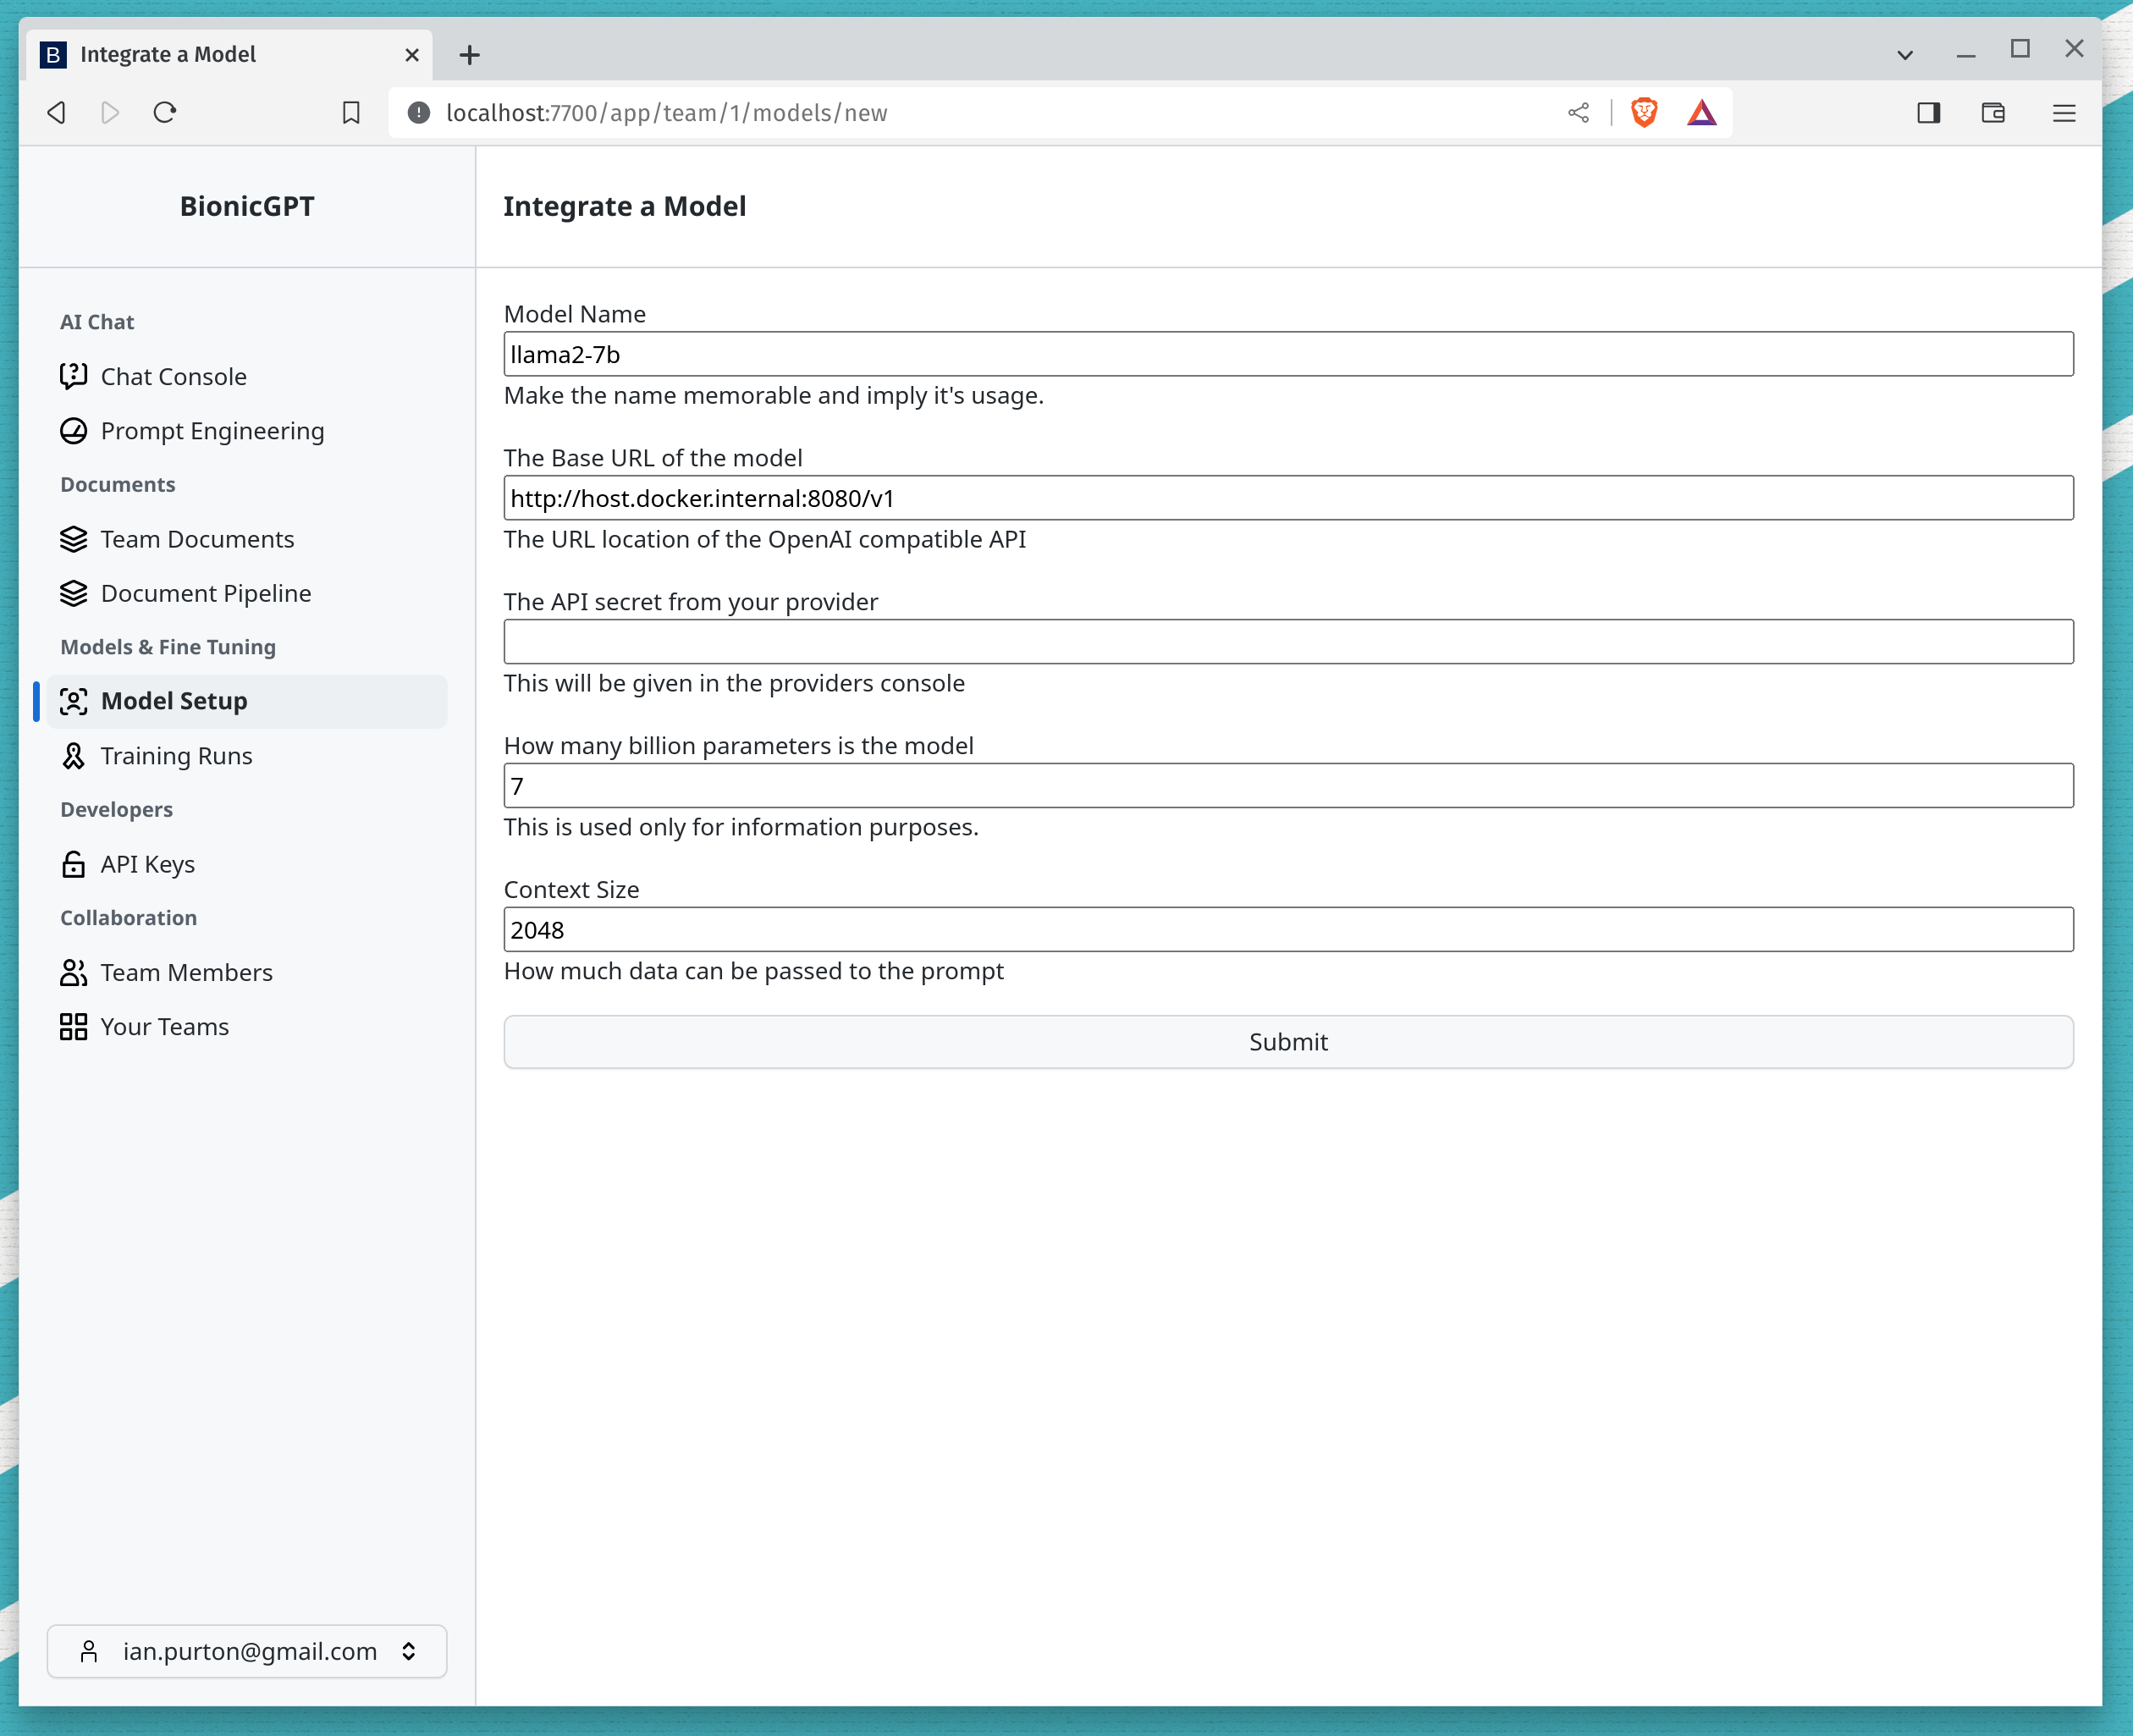 B Integrate a Model
localhost:7700/app/team/1/models/new
BionicGPT
AI Chat
Chat Console
Prompt Engineering
Documents
Team Documents
Document Pipeline
Models & Fine Tuning
Model Setup
Training Runs
Developers
API Keys
Collaboration
Team Members
Your Teams
ian.purton@gmail.com
Integrate a Model
Model Name
llama2-7b
Make the name memorable and imply it's usage.
The Base URL of the model
http://host.docker.internal:8080/v1
The URL location of the OpenAI compatible API
The API secret from your provider
This will be given in the providers console
How many billion parameters is the model
7
This is used only for information purposes.
Context Size
2048
How much data can be passed to the prompt
Submit